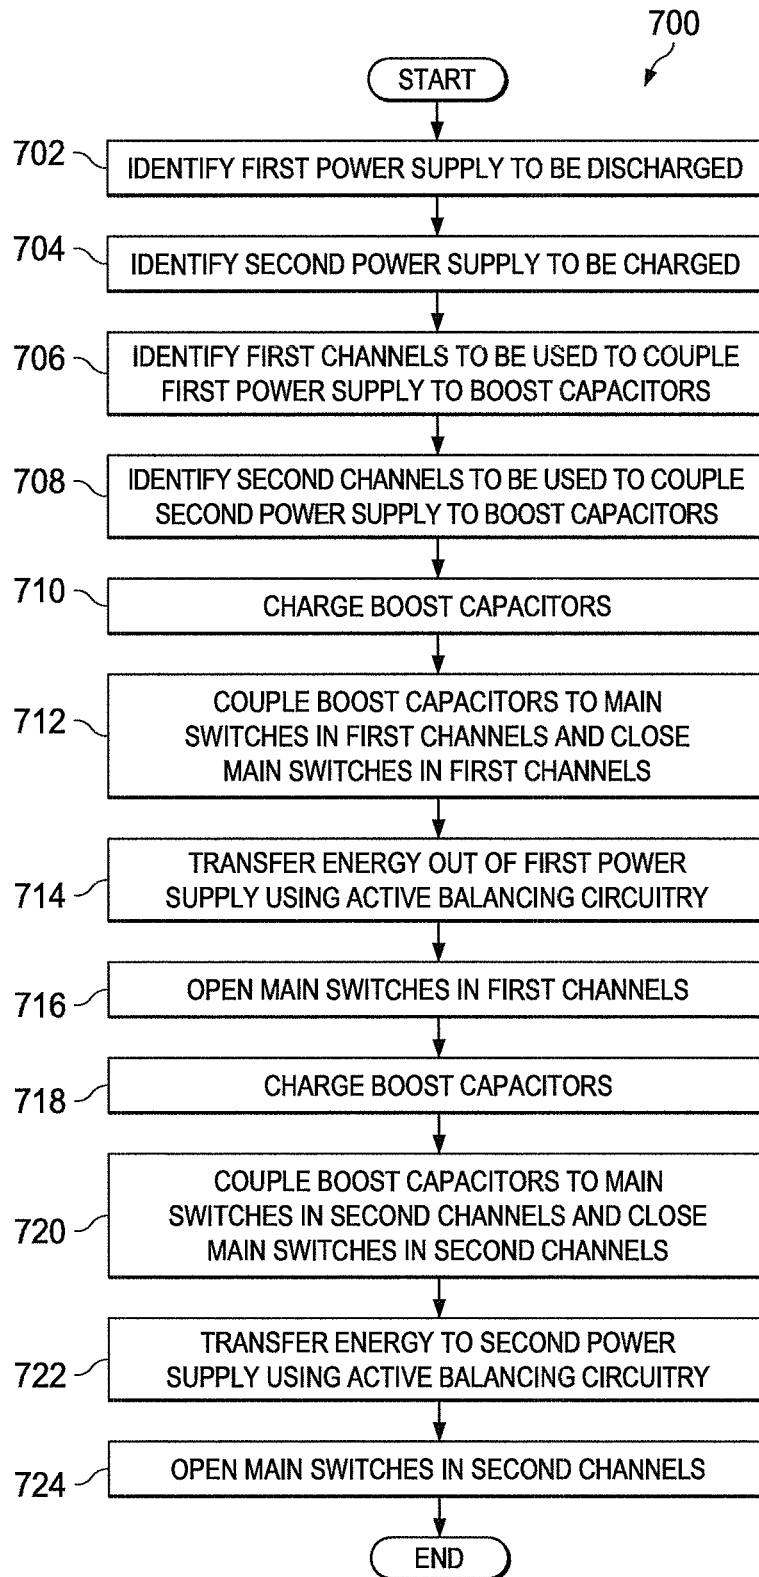 700
START
702
IDENTIFY FIRST POWER SUPPLY TO BE DISCHARGED
704
IDENTIFY SECOND POWER SUPPLY TO BE CHARGED
706
IDENTIFY FIRST CHANNELS TO BE USED TO COUPLE
FIRST POWER SUPPLY TO BOOST CAPACITORS
708
IDENTIFY SECOND CHANNELS TO BE USED TO COUPLE
SECOND POWER SUPPLY TO BOOST CAPACITORS
710
CHARGE BOOST CAPACITORS
712
COUPLE BOOST CAPACITORS TO MAIN
SWITCHES IN FIRST CHANNELS AND CLOSE
MAIN SWITCHES IN FIRST CHANNELS
714
TRANSFER ENERGY OUT OF FIRST POWER
SUPPLY USING ACTIVE BALANCING CIRCUITRY
716
OPEN MAIN SWITCHES IN FIRST CHANNELS
718
CHARGE BOOST CAPACITORS
720
COUPLE BOOST CAPACITORS TO MAIN
SWITCHES IN SECOND CHANNELS AND CLOSE
MAIN SWITCHES IN SECOND CHANNELS
722
TRANSFER ENERGY TO SECOND POWER
SUPPLY USING ACTIVE BALANCING CIRCUITRY
724
OPEN MAIN SWITCHES IN SECOND CHANNELS
END